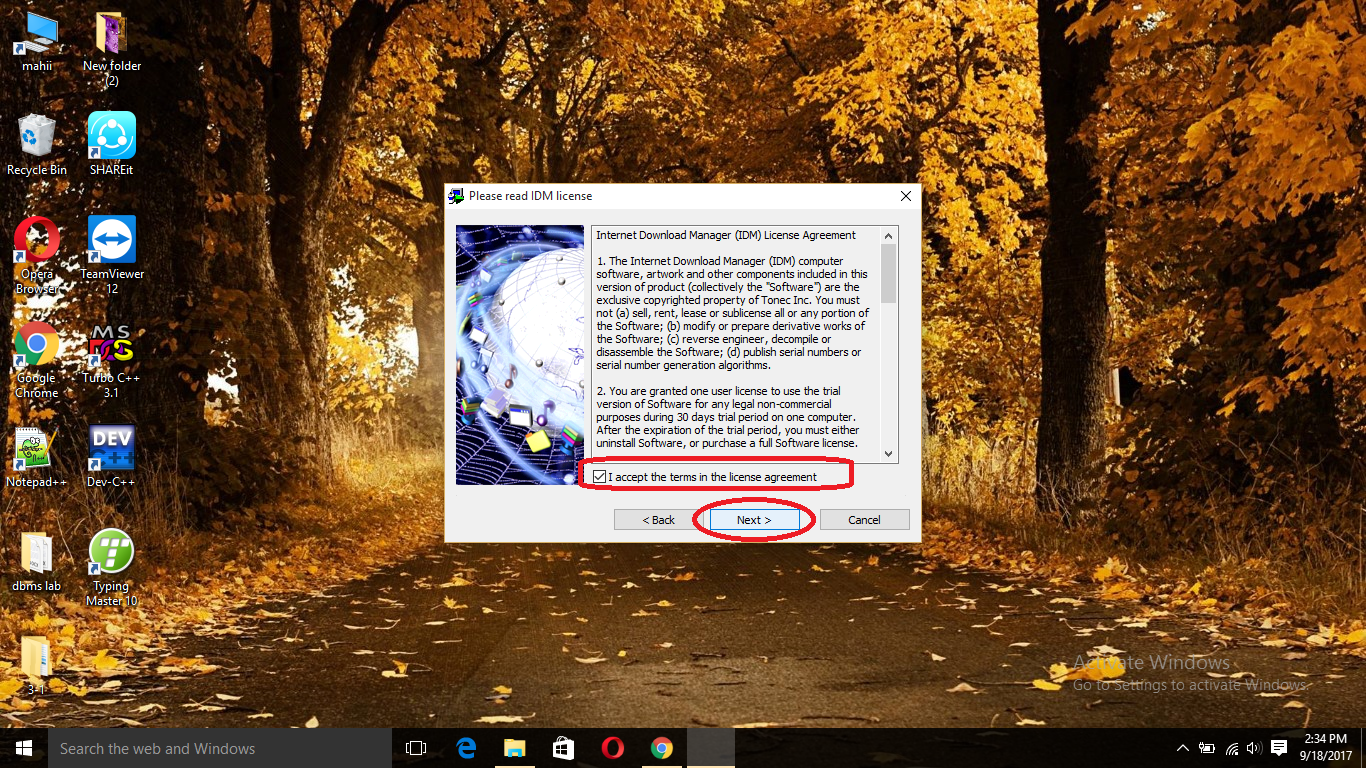 mahii
New folder
(2)
Recycle Bin
SHAREit
Opera
Browser
TeamViewer
12
Google
Chrome
MS
Turbo C++
3.1
Notepad++
DEV
C++
Dev-C++
dbms lab
Typing
Master 10
3-1
Please read IDM license
Internet Download Manager (IDM) License Agreement
1. The Internet Download Manager (IDM) computer
software, artwork and other components included in this
version of product (collectively the "Software") are the
exclusive copyrighted property of Tonec Inc. You must
not (a) sell, rent, lease or sublicense all or any portion of
the Software; (b) modify or prepare derivative works of
the Software; (c) reverse engineer, decompile or
disassemble the Software; (d) publish serial numbers or
serial number generation algorithms.
2. You are granted one user license to use the trial
version of Software for any legal non-commercial
purposes during 30 days trial period on one computer.
After the expiration of the trial period, you must either
uninstall Software, or purchase a full Software license.
I accept the terms in the license agreement
< Back
Next >
Cancel
Activate Windows
Go to Settings to activate Windows.
Search the web and Windows
2:34 PM
9/18/2017